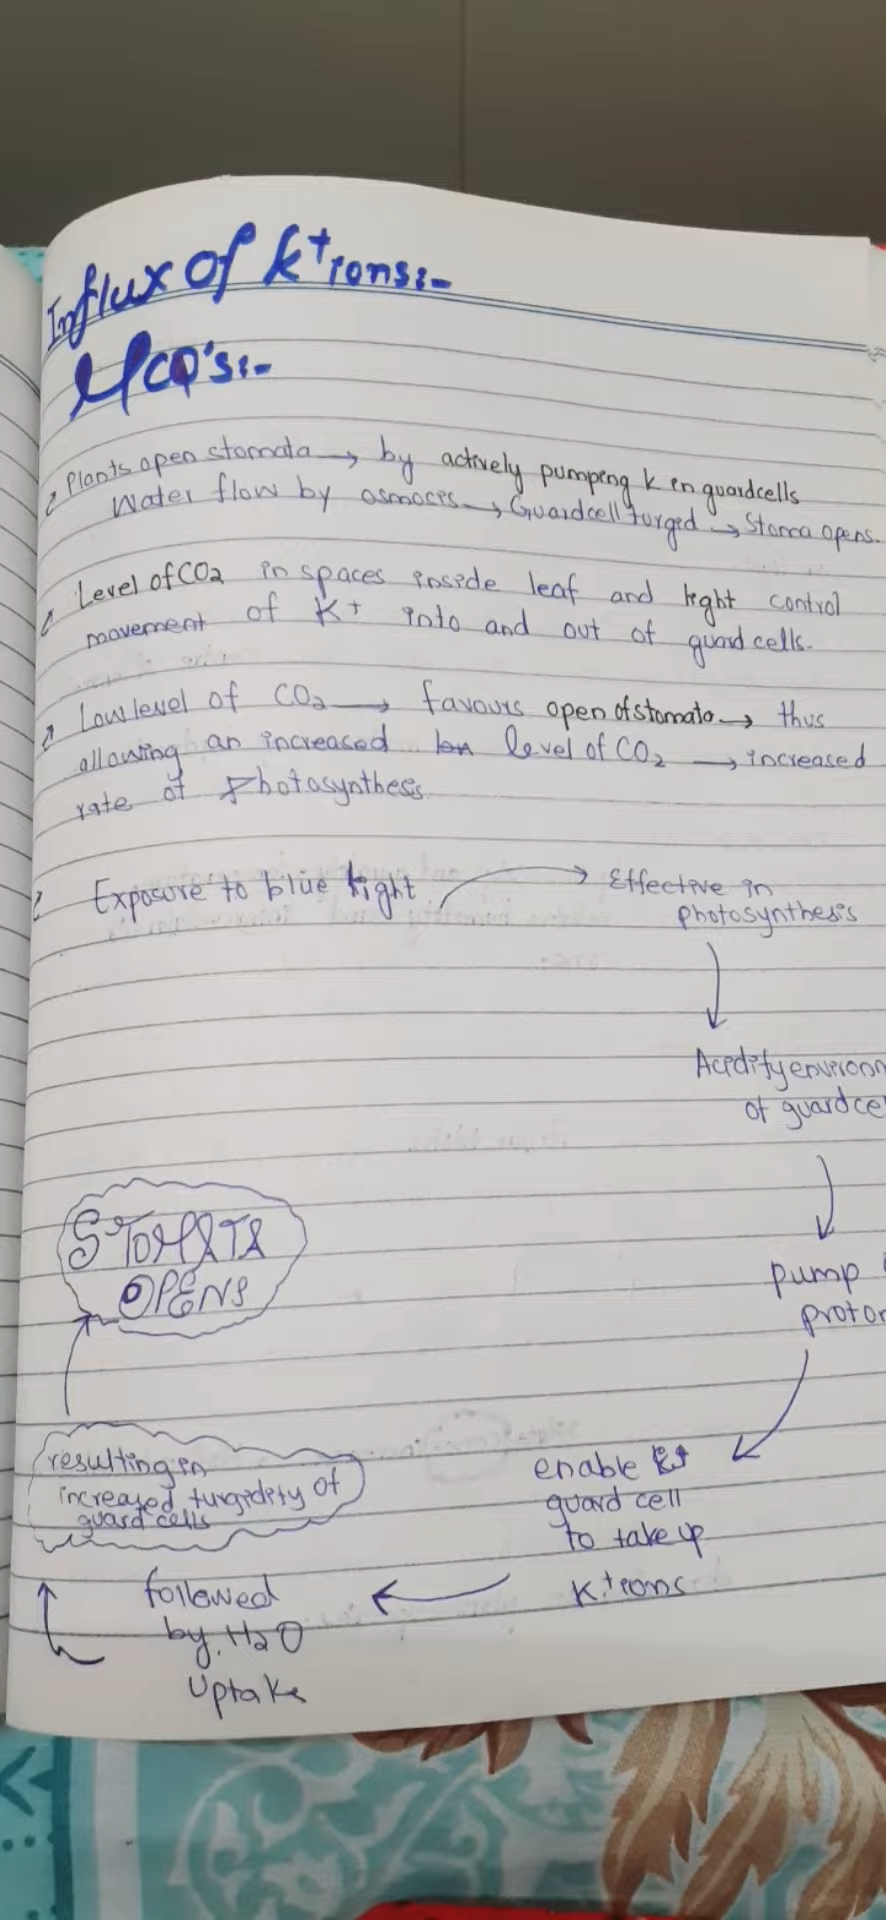 Influx of K+ ions:-
MCQ's:-
Plants open stomata → by actively pumping K in guardcells
Water flow by osmocis → Guardcell turged → Stoma opens.
Level of CO2 in spaces inside leaf and light control
movement of K+ into and out of guard cells.
Low level of CO2 → favours open of stomata → thus
allowing an increased level of CO2 → increased
rate of Photosynthesis
Exposure to blue light → Effective in
photosynthesis
Acidify environ
of guard ce
STOMATA
OPENS
pump
proto
resulting in
increased turgidity of
guard cells
enable
guard cell
to take up
K+ ions
followed
by H2O
Uptake